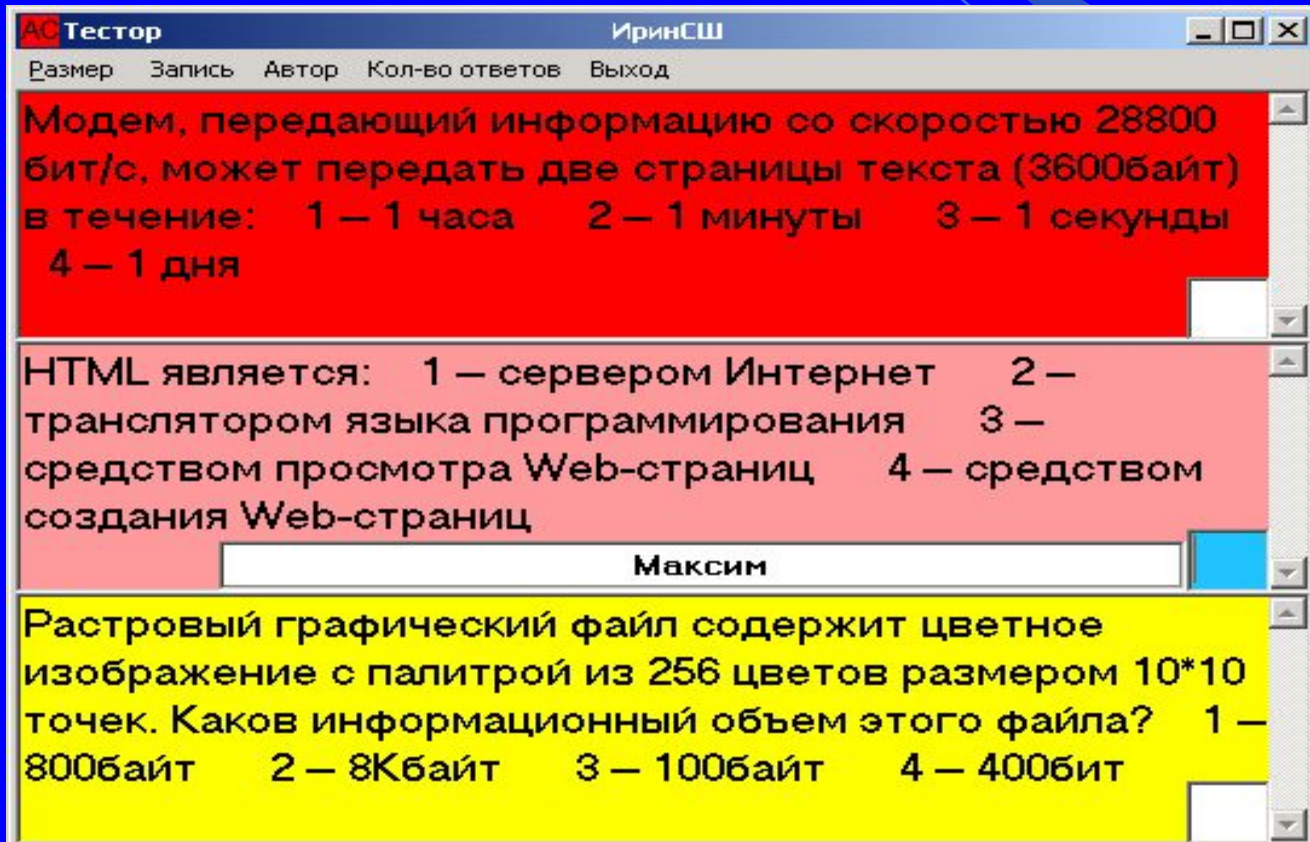 АС Тестор ИринСШ
Размер Запись Автор Кол-во ответов Выход
Модем, передающий информацию со скоростью 28800
бит/с, может передать две страницы текста (3600байт)
в течение: 1 — 1 часа 2 — 1 минуты 3 — 1 секунды
4 — 1 дня
HTML является: 1 — сервером Интернет 2 —
транслятором языка программирования 3 —
средством просмотра Web-страниц 4 — средством
создания Web-страниц
Максим
Растровый графический файл содержит цветное
изображение с палитрой из 256 цветов размером 10*10
точек. Каков информационный объем этого файла? 1 —
800байт 2 — 8Кбайт 3 — 100байт 4 — 400бит